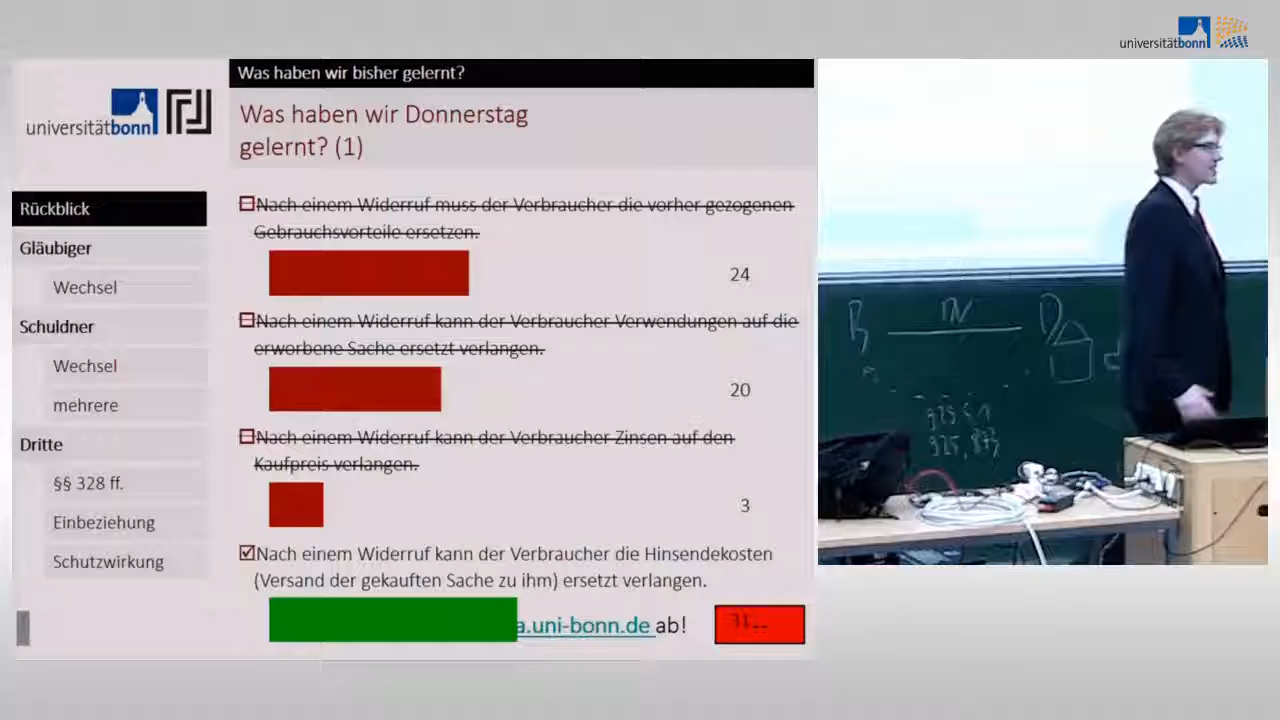 universitätbonn
Was haben wir bisher gelernt?
universitätbonn
Was haben wir Donnerstag
gelernt? (1)
Rückblick
Gläubiger
Wechsel
Schuldner
Wechsel
mehrere
Dritte
§§ 328 ff.
Einbeziehung
Schutzwirkung
Nach einem Widerruf muss der Verbraucher die vorher gezogenen
Gebrauchsvorteile ersetzen.
24
Nach einem Widerruf kann der Verbraucher Verwendungen auf die
erworbene Sache ersetzt verlangen.
20
Nach einem Widerruf kann der Verbraucher Zinsen auf den
Kaufpreis verlangen.
3
Nach einem Widerruf kann der Verbraucher die Hinsendekosten
(Versand der gekauften Sache zu ihm) ersetzt verlangen.
a.uni-bonn.de ab!
B
D